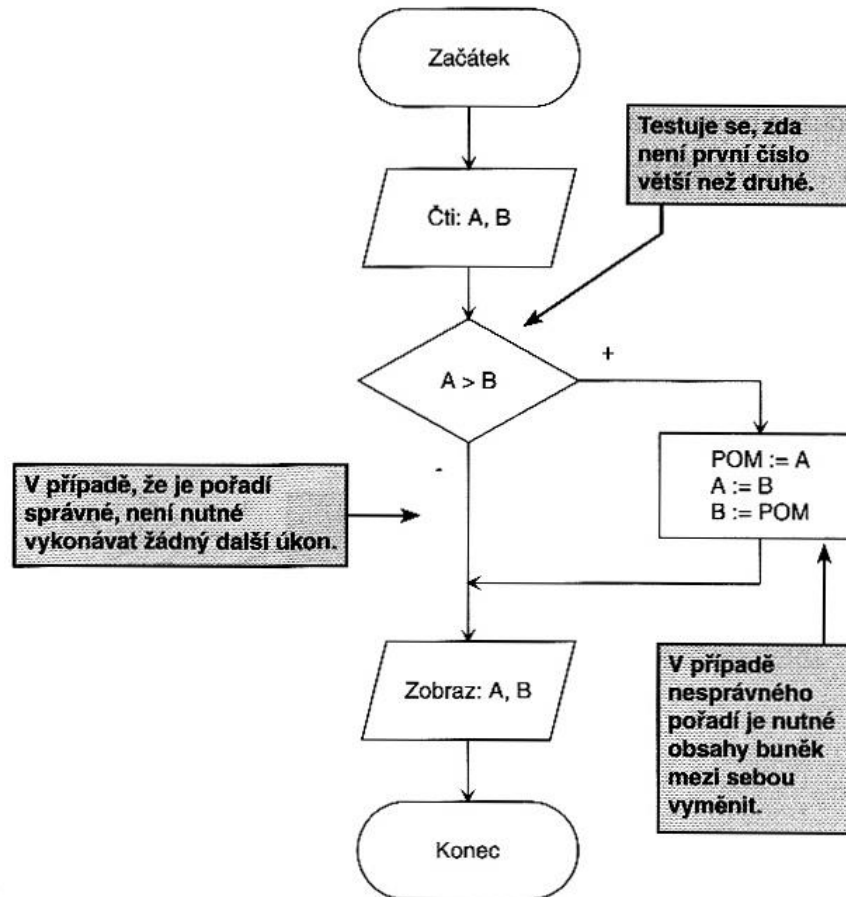 Začátek
Testuje se, zda
není první číslo
větší než druhé.
Čti: A, B
A > B
+
-
POM := A
A := B
B := POM
V případě, že je pořadí
správné, není nutné
vykonávat žádný další úkon.
Zobraz: A, B
V případě
nesprávného
pořadí je nutné
obsahy buněk
mezi sebou
vyměnit.
Konec